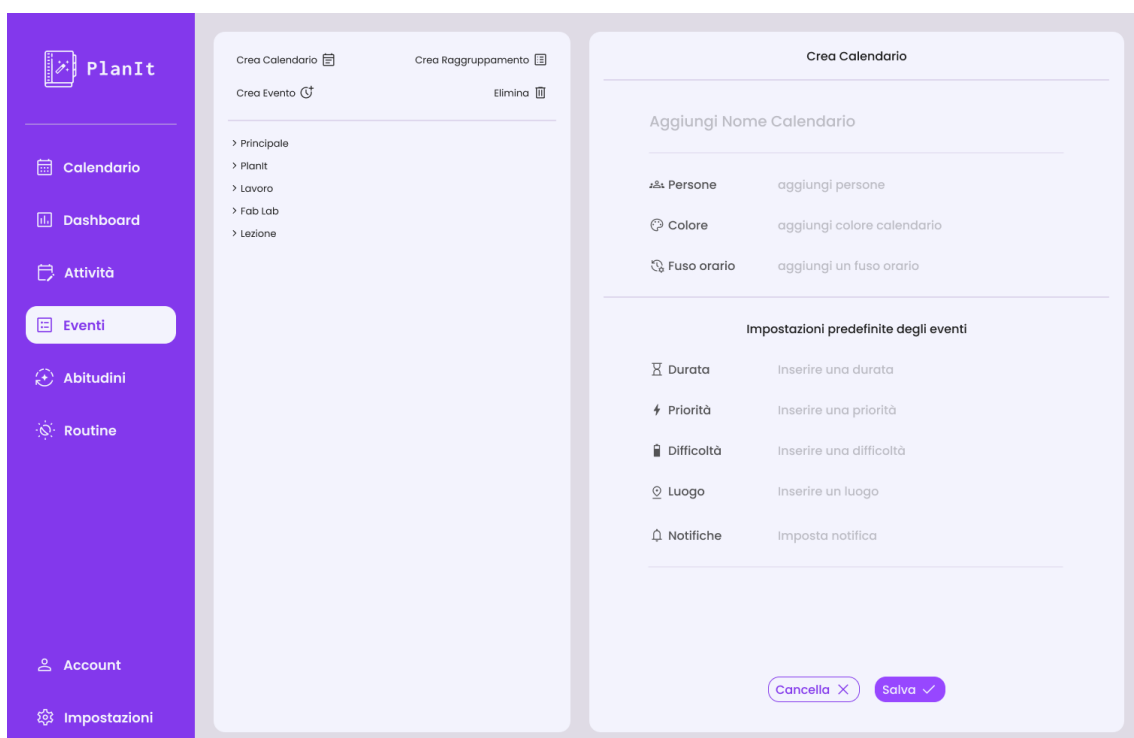 PlanIt
Calendario
Dashboard
Attività
Eventi
Abitudini
Routine
Account
Impostazioni
Crea Calendario
Crea Raggruppamento
Crea Evento
Elimina
> Principale
> PlanIt
> Lavoro
> Fab Lab
> Lezione
Crea Calendario
Aggiungi Nome Calendario
Persone aggiungi persone
Colore aggiungi colore calendario
Fuso orario aggiungi un fuso orario
Impostazioni predefinite degli eventi
Durata Inserire una durata
Priorità Inserire una priorità
Difficoltà Inserire una difficoltà
Luogo Inserire un luogo
Notifiche Imposta notifica
Cancella
Salva